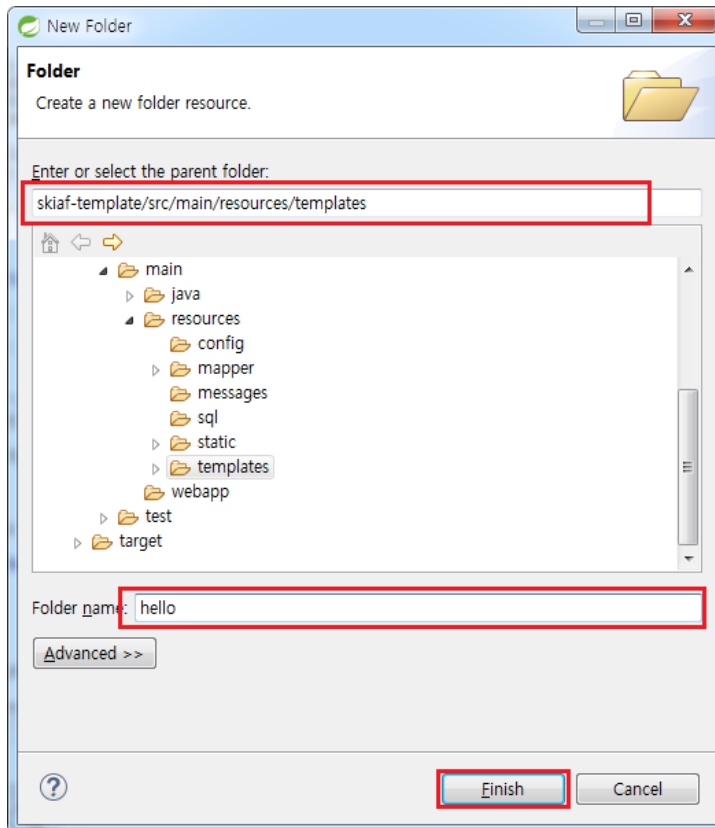 New Folder
Folder
Create a new folder resource.
Enter or select the parent folder:
skiaf-template/src/main/resources/templates
main
java
resources
config
mapper
messages
sql
static
templates
webapp
test
target
Folder name: hello
Advanced >>
Finish
Cancel